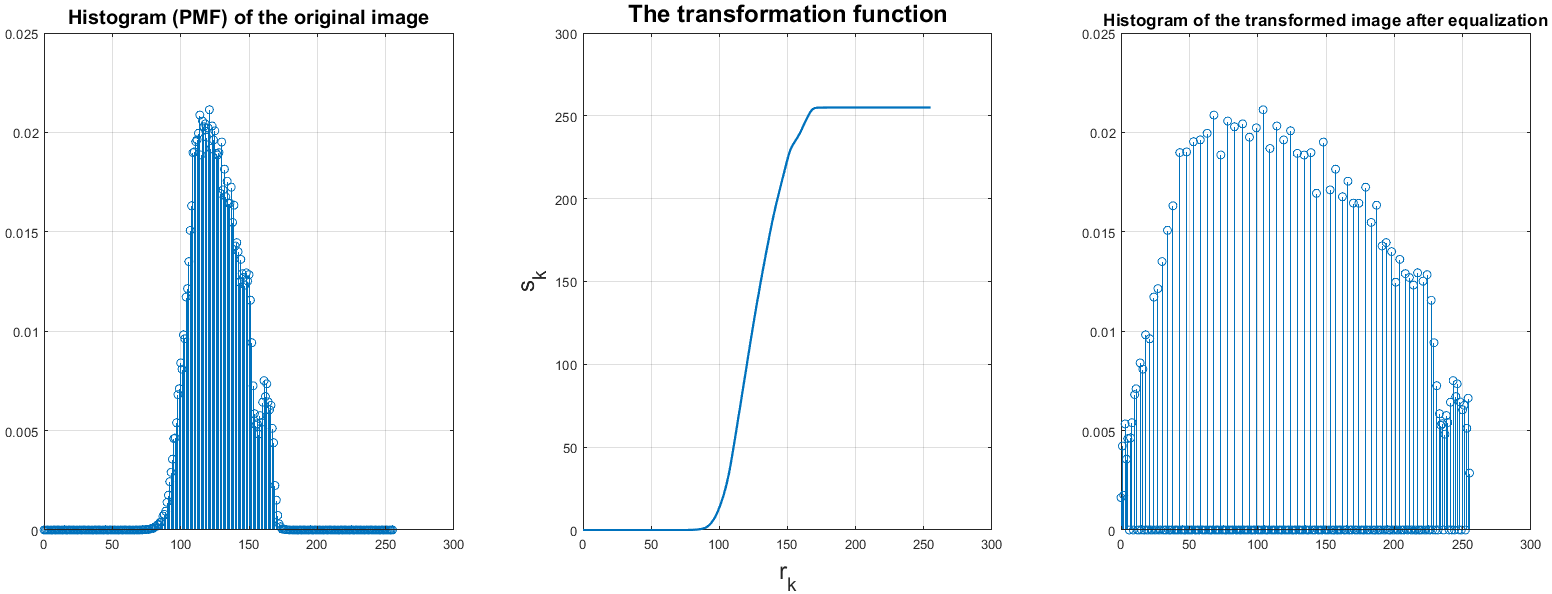 Histogram (PMF) of the original image
0.025
0.02
0.015
0.01
0.005
0
0 50 100 150 200 250 300
The transformation function
300
250
200
150
100
50
0
0 50 100 150 200 250 300
s_k
r_k
Histogram of the transformed image after equalization
0.025
0.02
0.015
0.01
0.005
0
0 50 100 150 200 250 300